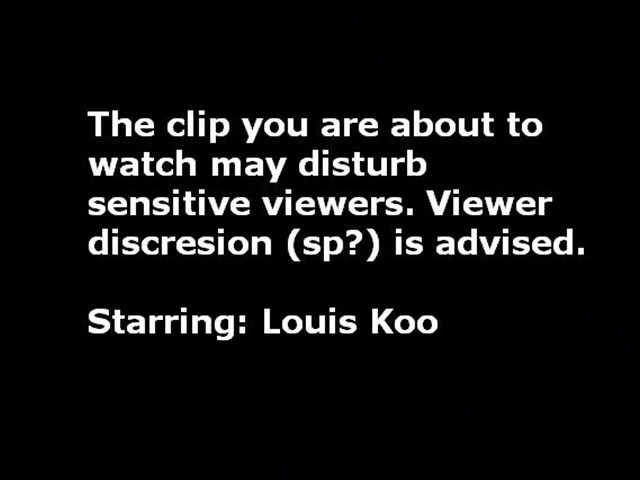 The clip you are about to
watch may disturb
sensitive viewers. Viewer
discresion (sp?) is advised.
Starring: Louis Koo